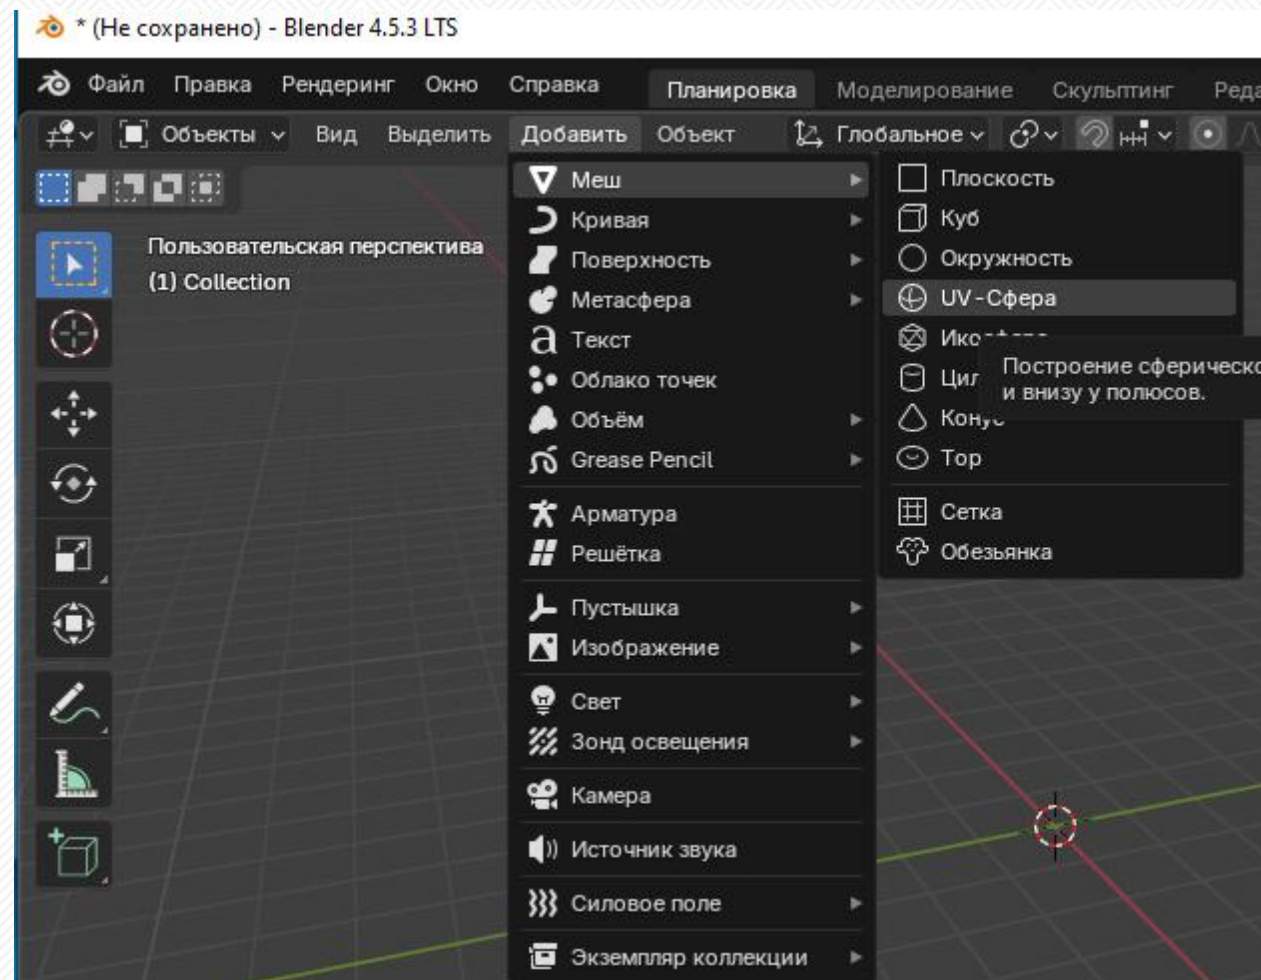 * (Не сохранено) - Blender 4.5.3 LTS
Файл Правка Рендеринг Окно Справка Планировка Моделирование Скульптинг
Объекты Вид Выделить Добавить Объект Глобальное
Пользовательская перспектива
(1) Collection
Меш
Кривая
Поверхность
Метасфера
Текст
Облако точек
Объём
Grease Pencil
Арматура
Решётка
Пустышка
Изображение
Свет
Зонд освещения
Камера
Источник звука
Силовое поле
Экземпляр коллекции
Плоскость
Куб
Окружность
UV-Сфера
Построение
и внизу у полюсов.
Конус
Тор
Сетка
Обезьянка